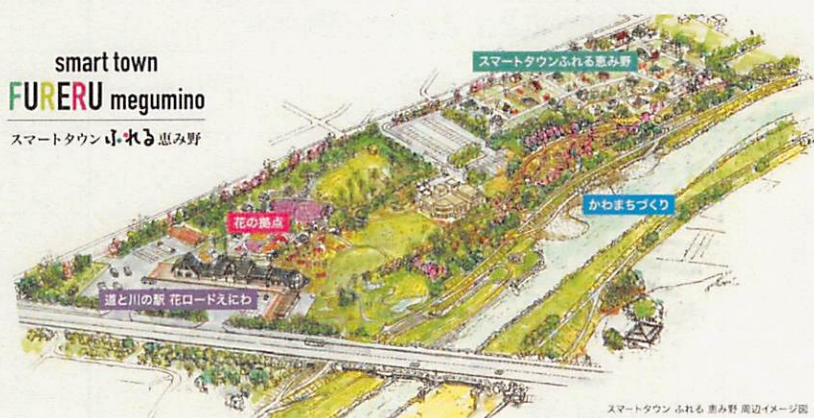 smart town
FURERU megumino
スマートタウンふれる恵み野
スマートタウンふれる恵み野
かわまちづくり
花の拠点
道と川の駅 花ロードえにわ
スマートタウン ふれる 恵み野 周辺イメージ図